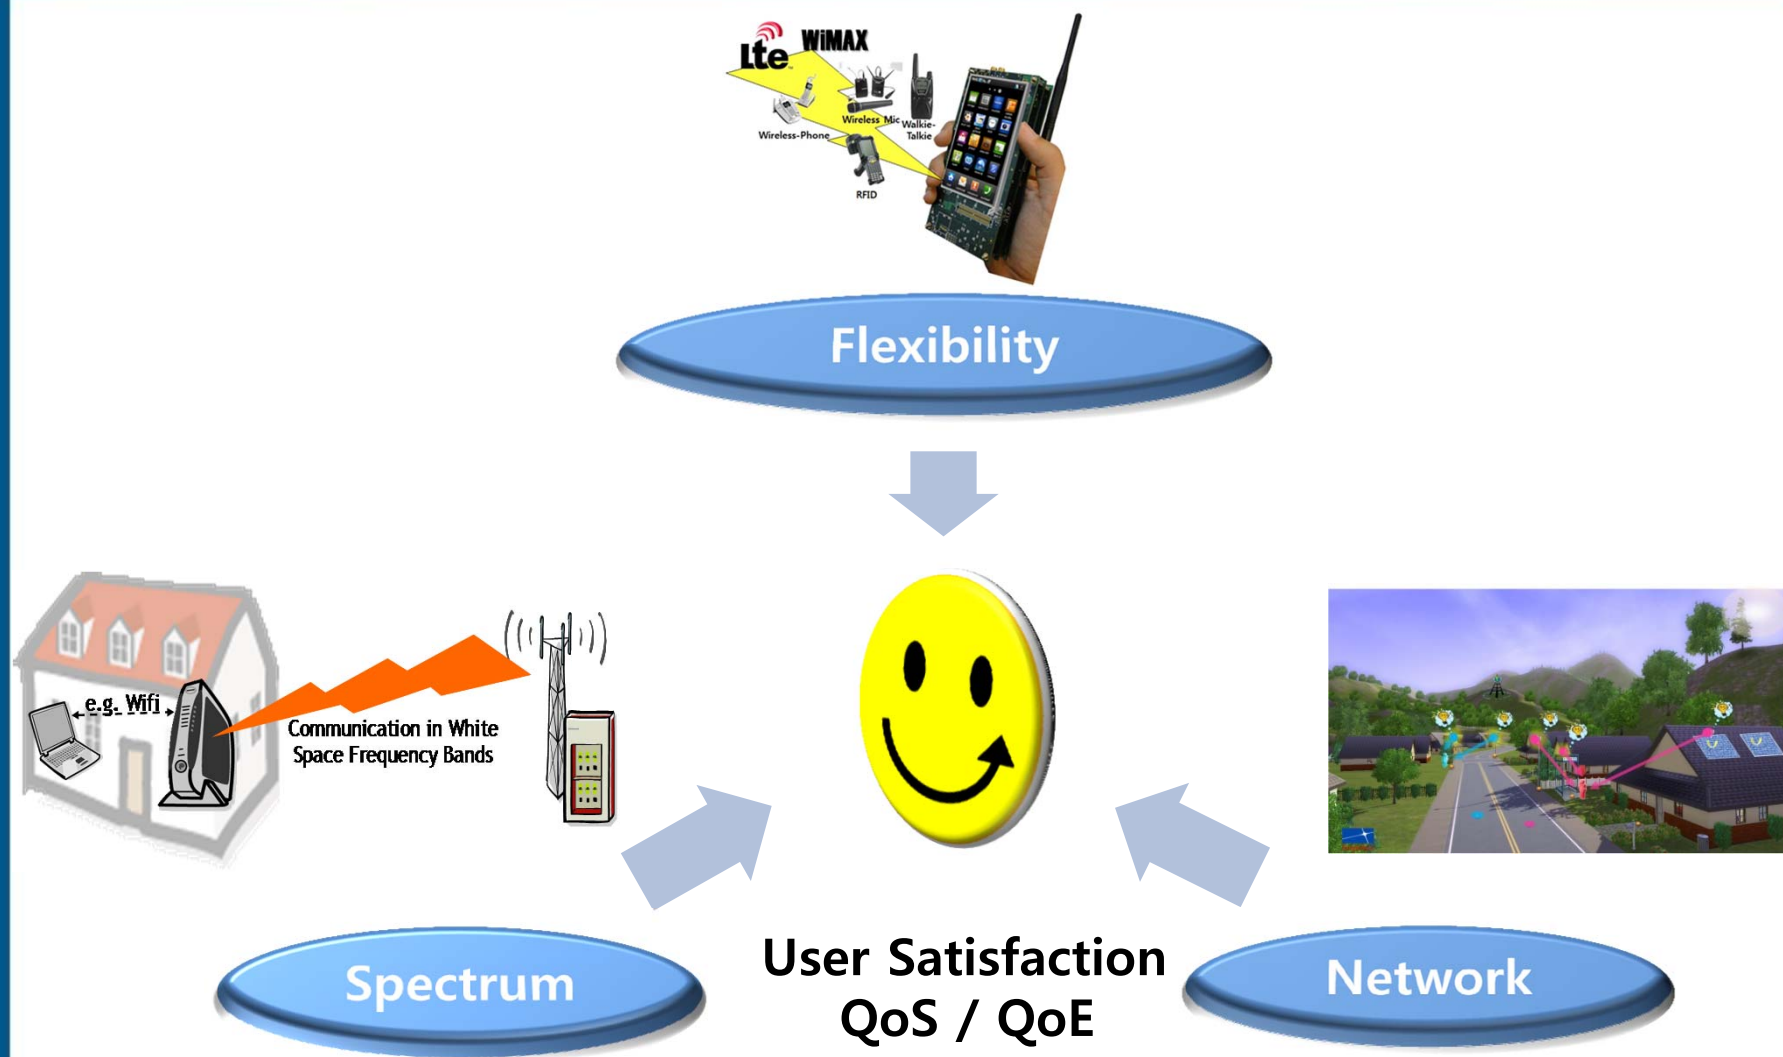 Lte
WiMAX
Wireless Mic
Walkie-
Talkie
Wireless-Phone
RFID
Flexibility
e.g. Wifi
Communication in White
Space Frequency Bands
Spectrum
User Satisfaction
QoS / QoE
Network